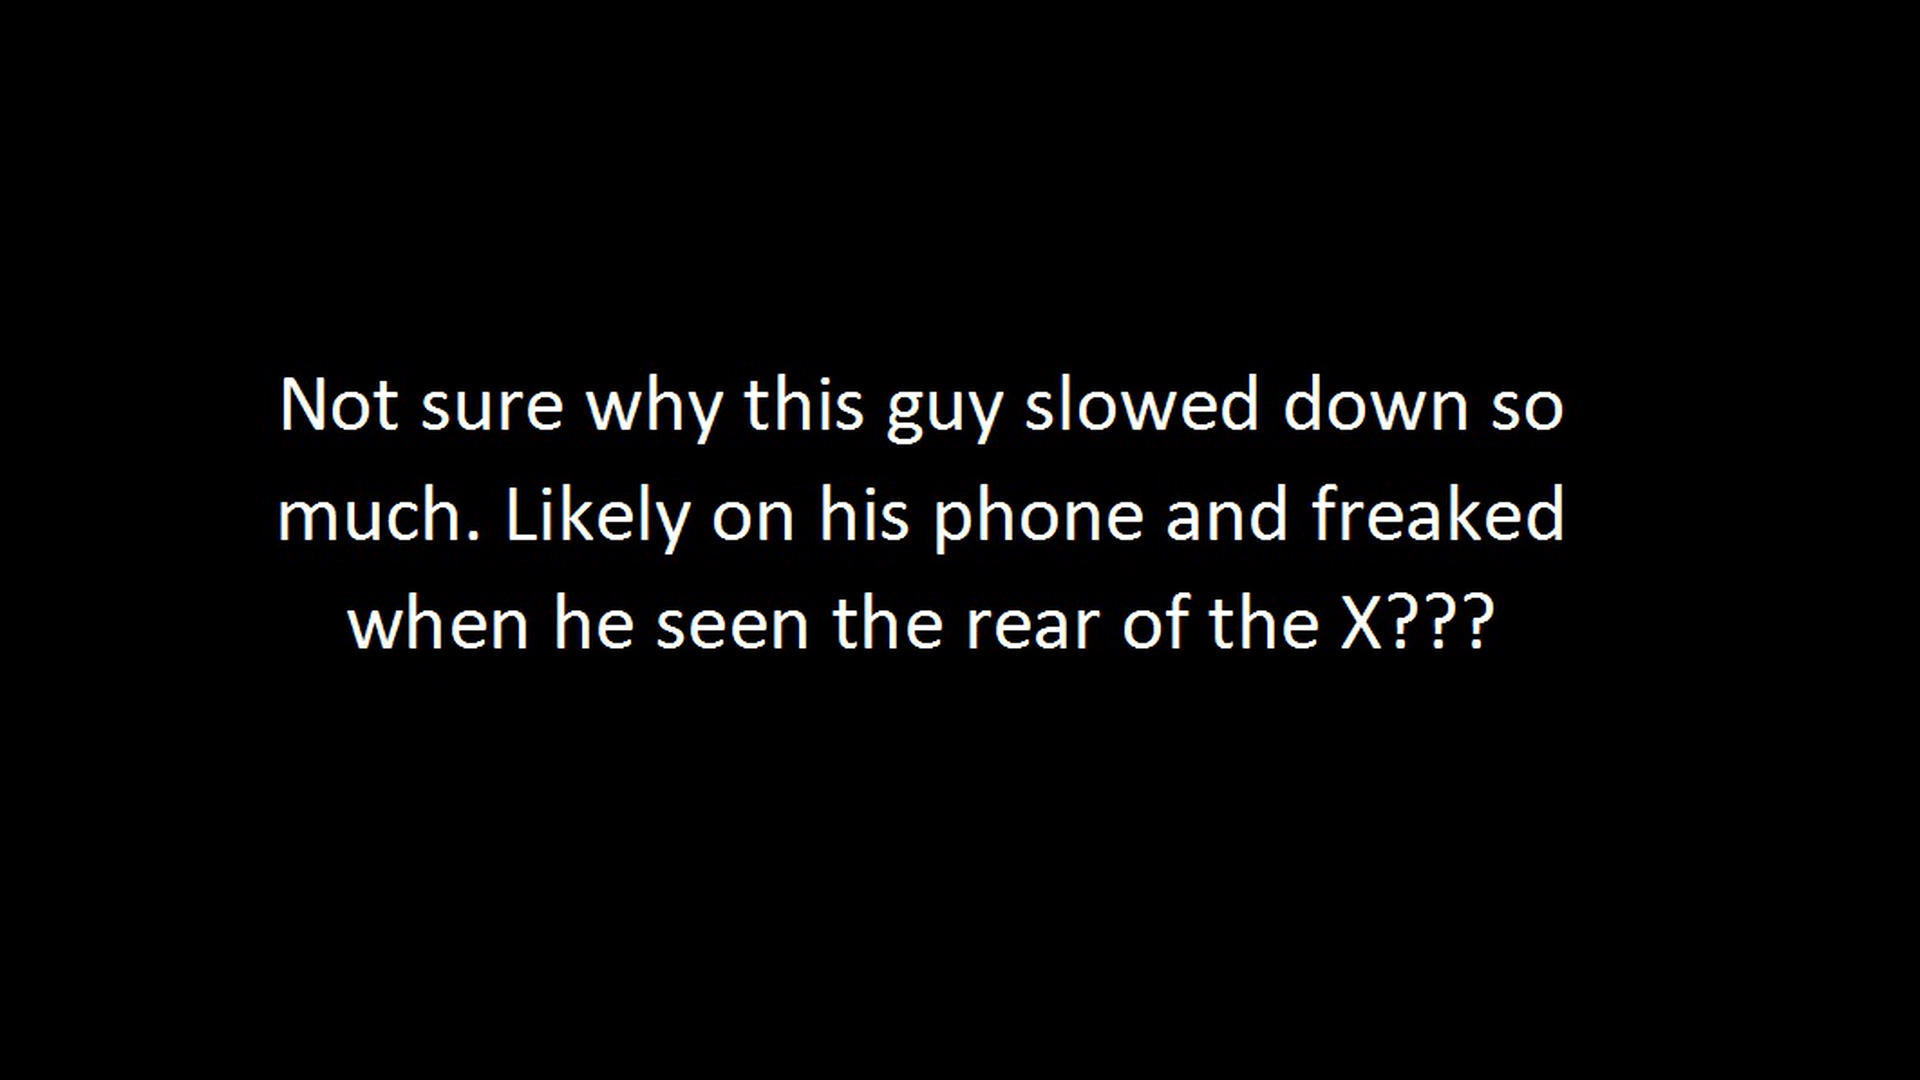 Not sure why this guy slowed down so
much. Likely on his phone and freaked
when he seen the rear of the X???